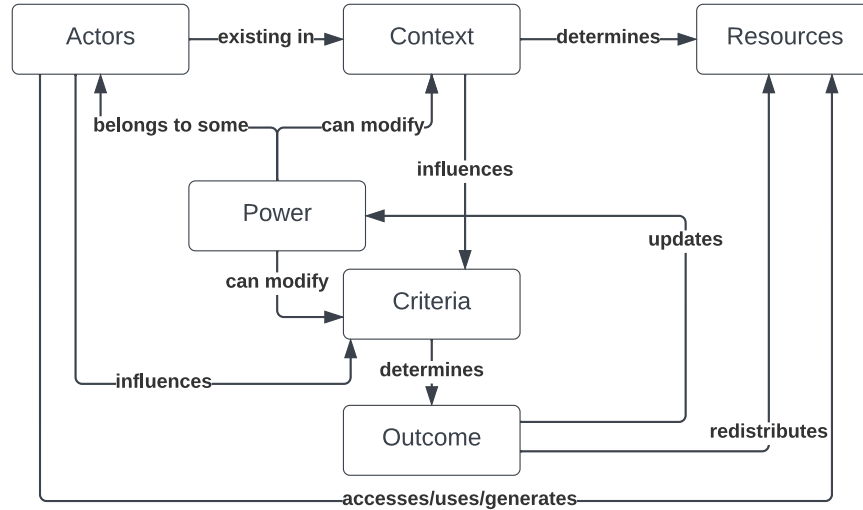 Actors
existing in
Context
determines
Resources
belongs to some
can modify
influences
Power
updates
can modify
Criteria
determines
influences
Outcome
redistributes
accesses/uses/generates